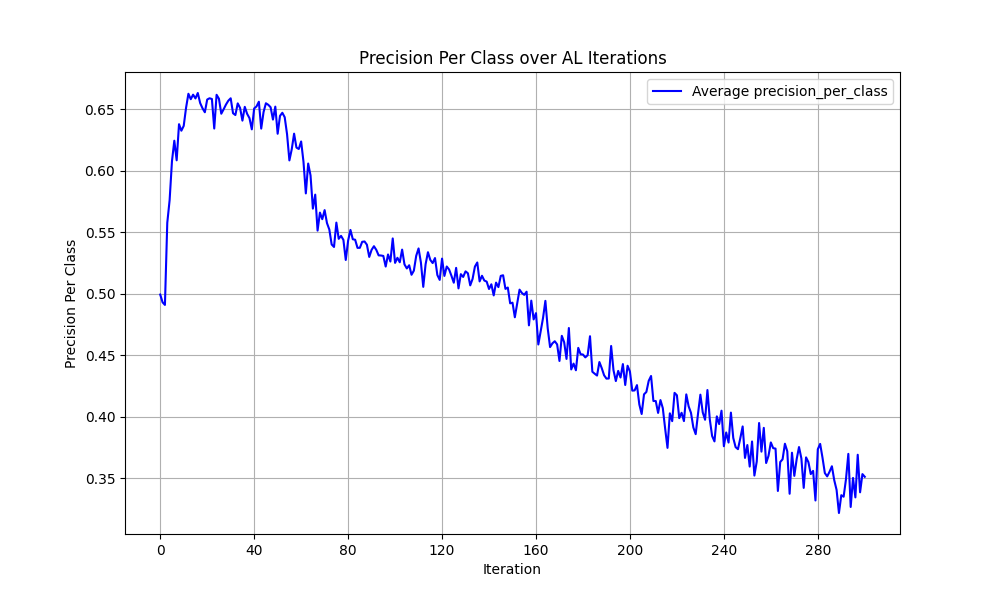 Precision Per Class over AL Iterations
Average precision_per_class
Precision Per Class
0.65
0.60
0.55
0.50
0.45
0.40
0.35
0 40 80 120 160 200 240 280
Iteration